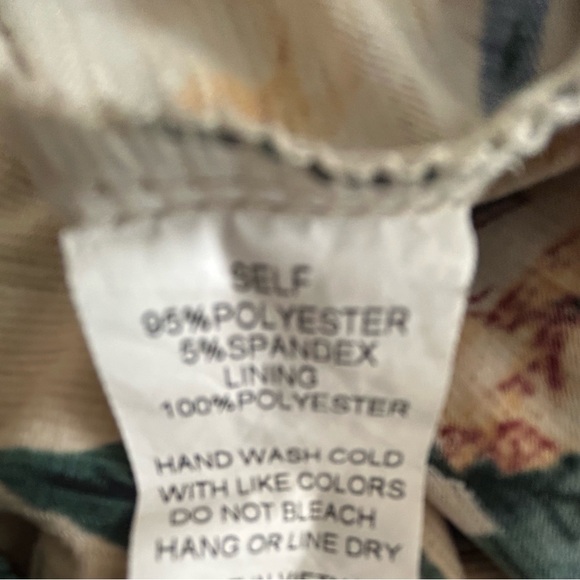 SELF
95%POLYESTER
5%SPANDEX
LINING
100%POLYESTER
HAND WASH COLD
WITH LIKE COLORS
DO NOT BLEACH
HANG OR LINE DRY